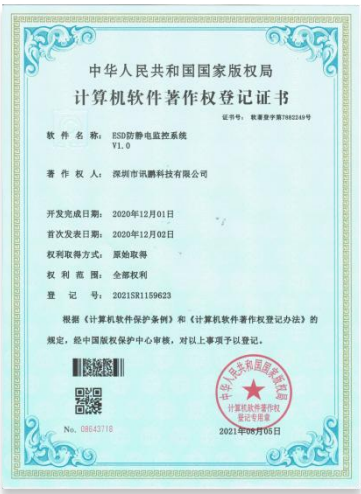 中华人民共和国国家版权局
计算机软件著作权登记证书
证书号： 软著登字第7882249号
软 件 名 称： ESD防静电监控系统
V1.0
著 作 权 人： 深圳市讯鹏科技有限公司
开发完成日期： 2020年12月01日
首次发表日期： 2020年12月02日
权利取得方式： 原始取得
权 利 范 围： 全部权利
登 记 号： 2021SR1159623
根据《计算机软件保护条例》和《计算机软件著作权登记办法》的
规定，经中国版权保护中心审核，对以上事项予以登记。
中华人民共和国国家版权局
计算机软件著作权
登记专用章
No. 08643710
2021年08月05日